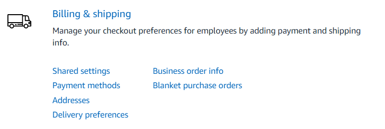 Billing & shipping
Manage your checkout preferences for employees by adding payment and shipping
info.
Shared settings
Payment methods
Addresses
Delivery preferences
Business order info
Blanket purchase orders